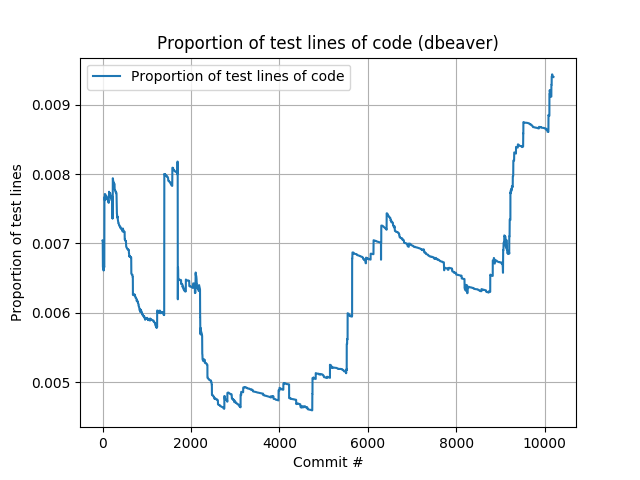 Proportion of test lines of code (dbeaver)
Proportion of test lines of code
Proportion of test lines
0.009
0.008
0.007
0.006
0.005
0
2000
4000
6000
8000
10000
Commit #